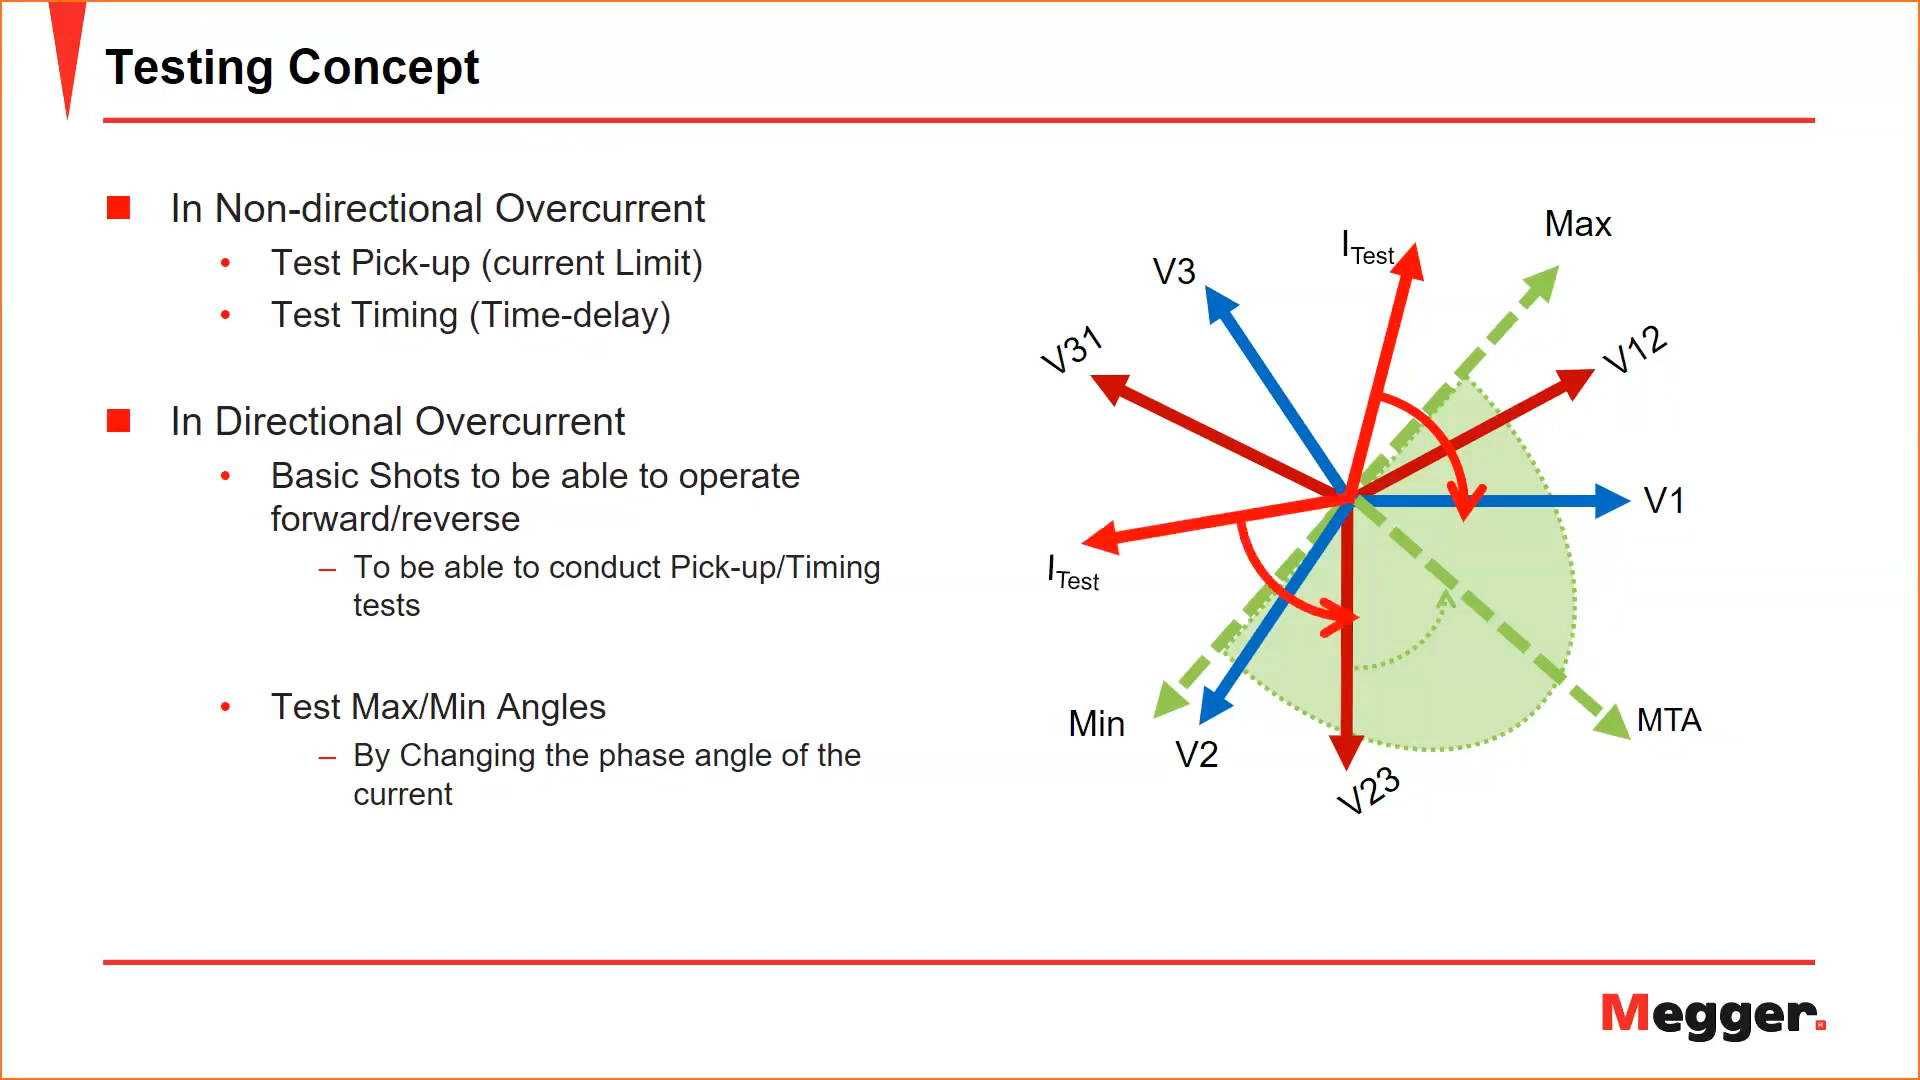 Testing Concept
In Non-directional Overcurrent
• Test Pick-up (current Limit)
• Test Timing (Time-delay)
In Directional Overcurrent
• Basic Shots to be able to operate
forward/reverse
– To be able to conduct Pick-up/Timing
tests
• Test Max/Min Angles
– By Changing the phase angle of the
current
Max
ITest
V3
V12
V31
V1
ITest
MTA
Min
V2
V23
Megger.